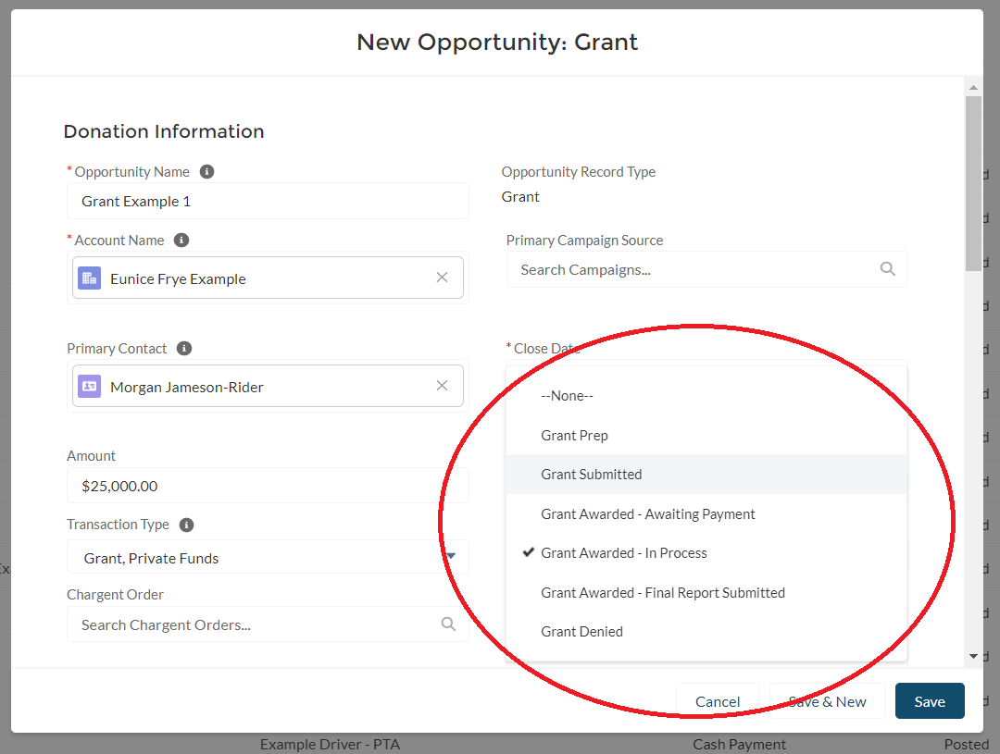 New Opportunity: Grant
Donation Information
*Opportunity Name
Opportunity Record Type
Grant Example 1
Grant
*Account Name
Primary Campaign Source
Eunice Frye Example
Search Campaigns...
Primary Contact
*Close Date
Morgan Jameson-Rider
--None--
Grant Prep
Amount
Grant Submitted
$25,000.00
Grant Awarded - Awaiting Payment
Transaction Type
Grant, Private Funds
Grant Awarded - In Process
Chargent Order
Grant Awarded - Final Report Submitted
Search Chargent Orders...
Grant Denied
Cancel
Save & New
Save
Example Driver - PTA
Cash Payment
Posted